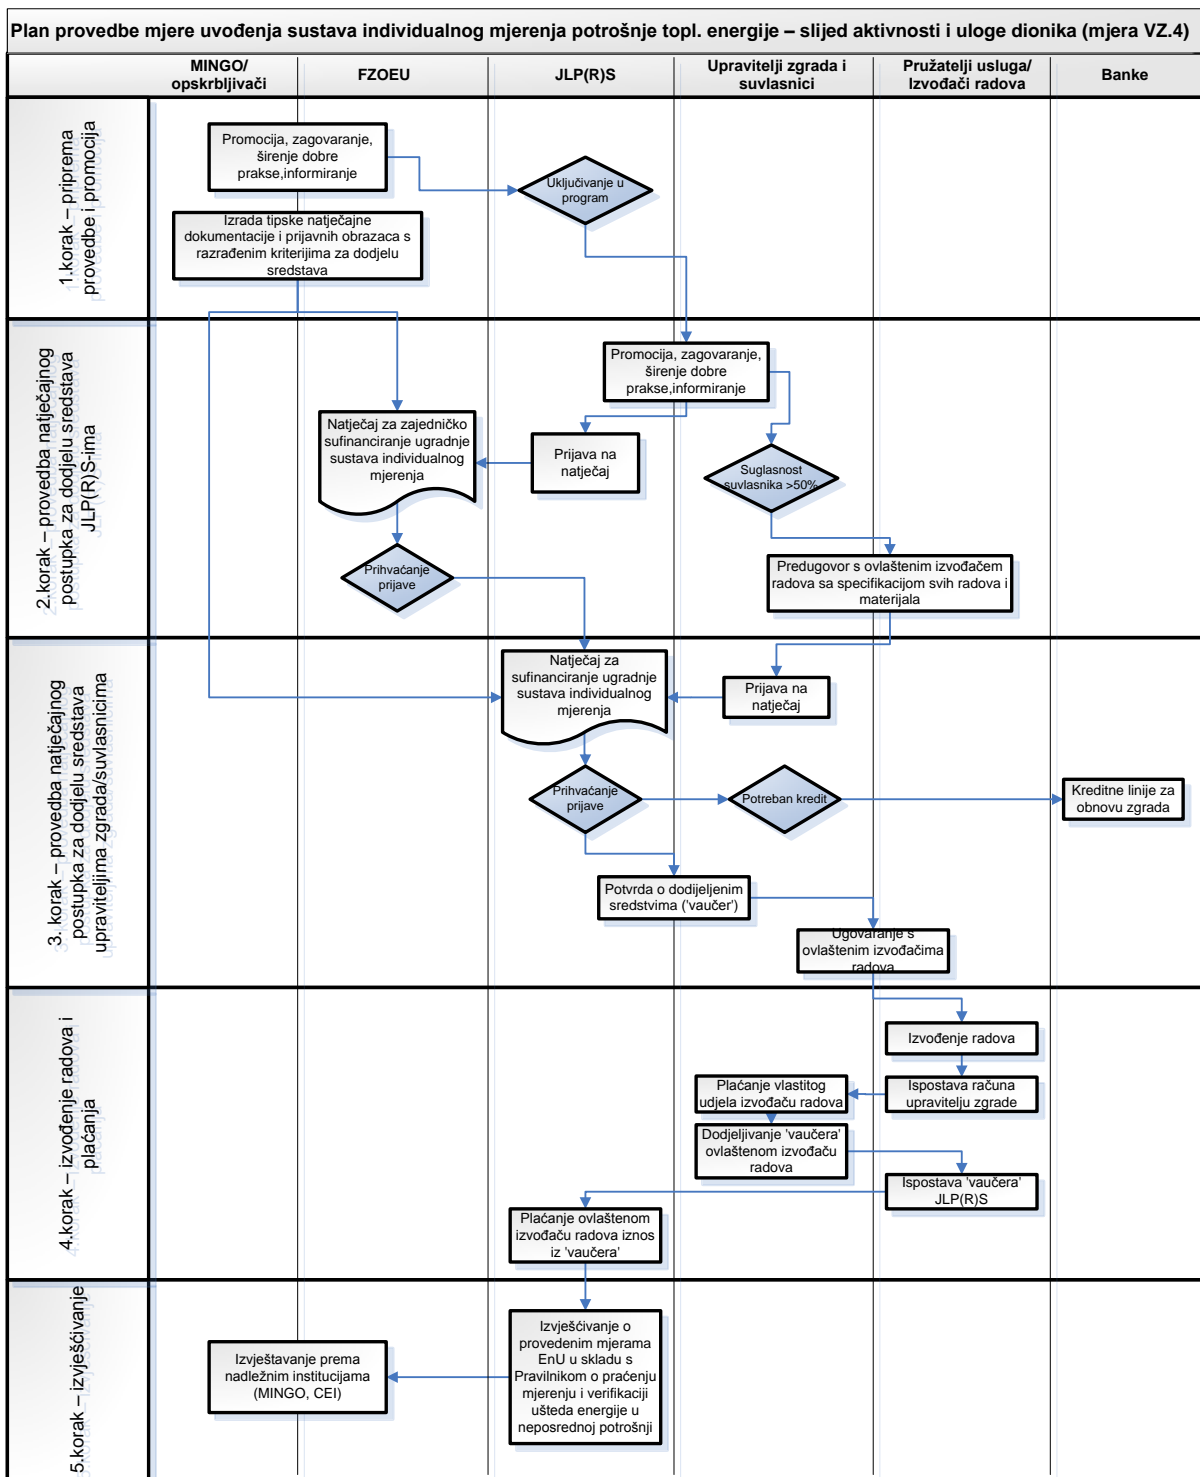 Plan provedbe mjere uvođenja sustava individualnog mjerenja potrošnje topl. energije – slijed aktivnosti i uloge dionika (mjera VZ.4)
MINGO/
opskrbljivači
FZOEU
JLP(R)S
Upravitelji zgrada i
suvlasnici
Pružatelji usluga/
Izvođači radova
Banke
1.korak – priprema
provedbe i promocija
Promocija, zagovaranje,
širenje dobre
prakse,informiranje
Uključivanje u
program
Izrada tipske natječajne
dokumentacije i prijavnih obrazaca s
razrađenim kriterijima za dodjelu
sredstava
2.korak – provedba natječajnog
postupka za dodjelu sredstava
JLP(R)S-ima
Promocija, zagovaranje,
širenje dobre
prakse,informiranje
Natječaj za zajedničko
sufinanciranje ugradnje
sustava individualnog
mjerenja
Prijava na
natječaj
Suglasnost
suvlasnika >50%
Prihvaćanje
prijave
Predugovor s ovlaštenim izvođačem
radova sa specifikacijom svih radova i
materijala
3. korak – provedba natječajnog
postupka za dodjelu sredstava
upraviteljima zgrada/suvlasnicima
Natječaj za
sufinanciranje ugradnje
sustava individualnog
mjerenja
Prijava na
natječaj
Prihvaćanje
prijave
Potreban kredit
Kreditne linije za
obnovu zgrada
Potvrda o dodijeljenim
sredstvima ('vaučer')
Ugovaranje s
ovlaštenim izvođačima
radova
4.korak – izvođenje radova i
plaćanja
Izvođenje radova
Ispostava računa
upravitelju zgrade
Plaćanje vlastitog
udjela izvođaču radova
Dodjeljivanje 'vaučera'
ovlaštenom izvođaču
radova
Ispostava 'vaučera'
JLP(R)S
Plaćanje ovlaštenom
izvođaču radova iznos
iz 'vaučera'
5.korak – izvješćivanje
Izvješćivanje o
provedenim mjerama
EnU u skladu s
Pravilnikom o praćenju
mjerenju i verifikaciji
ušteda energije u
neposrednoj potrošnji
Izvještavanje prema
nadležnim institucijama
(MINGO, CEI)